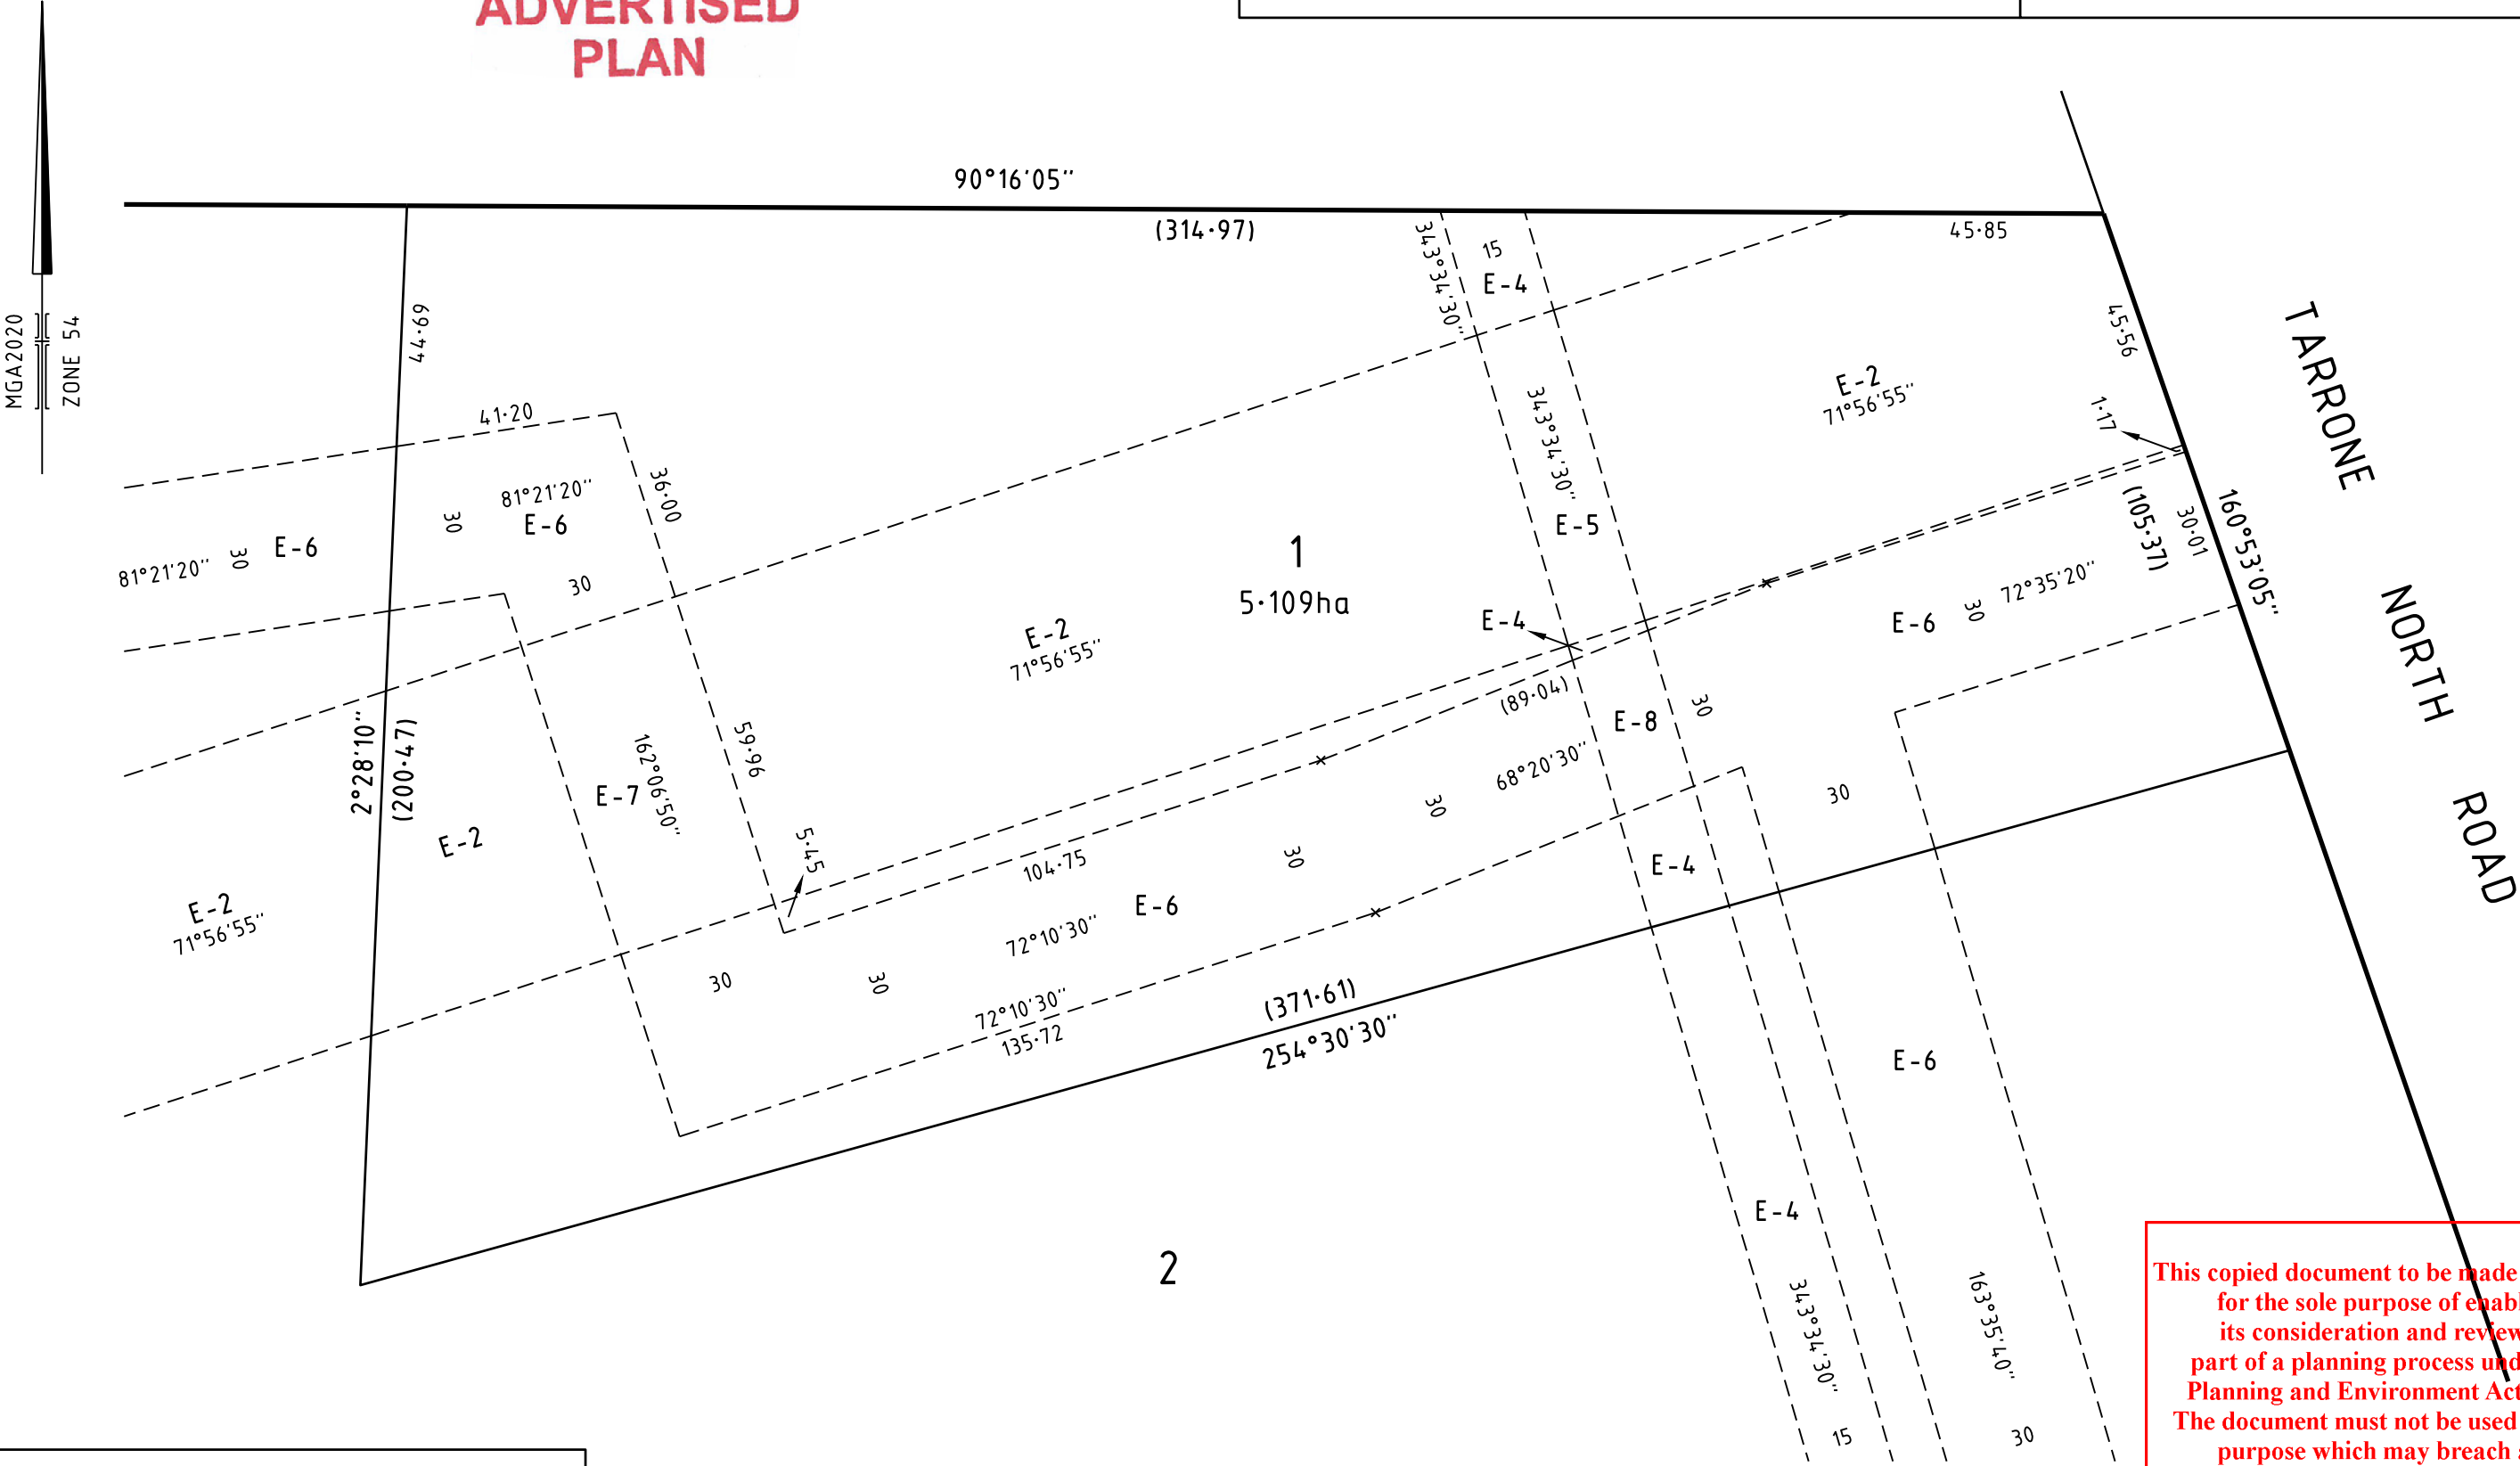 ADVERTISED
PLAN
MGA2020
ZONE 54
90°16'05"
(314·97)
45·85
343°34'30"
15
E-4
44·69
45·56
TARRONE
NORTH
ROAD
41·20
36·00
81°21'20"
30
E-6
E-6
30
81°21'20"
30
343°34'30"
E-5
E-2
71°56'55"
1·17
(105·37)
30·01
160°53'05"
1
5·109ha
E-2
71°56'55"
E-4
E-6
30
72°35'20"
(89·04)
E-8
30
68°20'30"
30
30
2°28'10"
(200·47)
E-7
162°06'50"
59·96
E-2
5·45
104·75
30
E-4
E-2
71°56'55"
E-6
72°10'30"
30
30
72°10'30"
135·72
(371·61)
254°30'30"
E-6
E-4
2
343°34'30"
163°35'40"
15
30
This copied document to be made
for the sole purpose of enabl
its consideration and review
part of a planning process und
Planning and Environment Act
The document must not be used
purpose which may breach